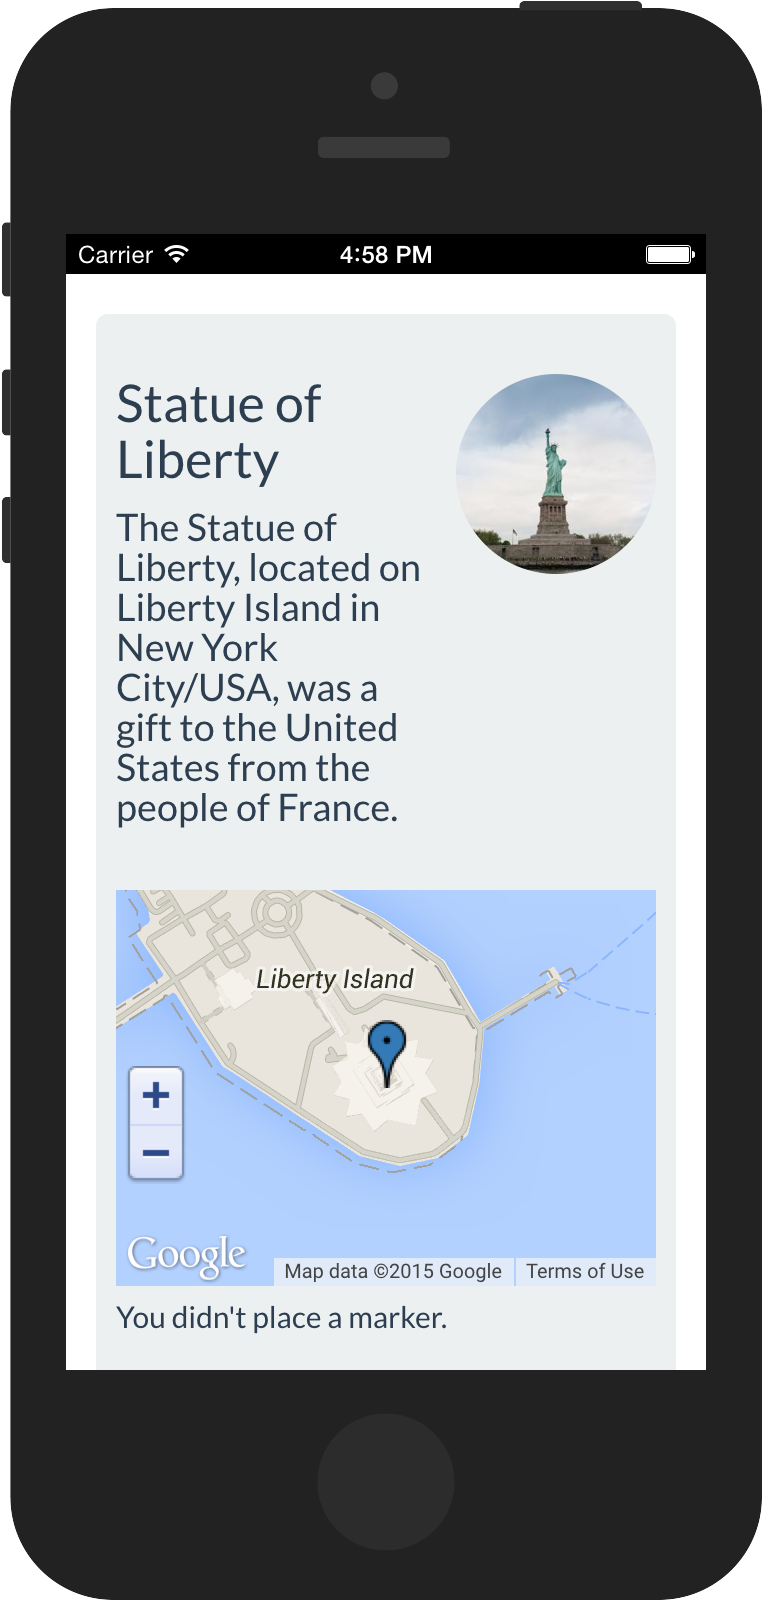 Carrier 4:58 PM
Statue of
Liberty
The Statue of
Liberty, located on
Liberty Island in
New York
City/USA, was a
gift to the United
States from the
people of France.
Liberty Island
+
−
Google
Map data ©2015 Google Terms of Use
You didn't place a marker.